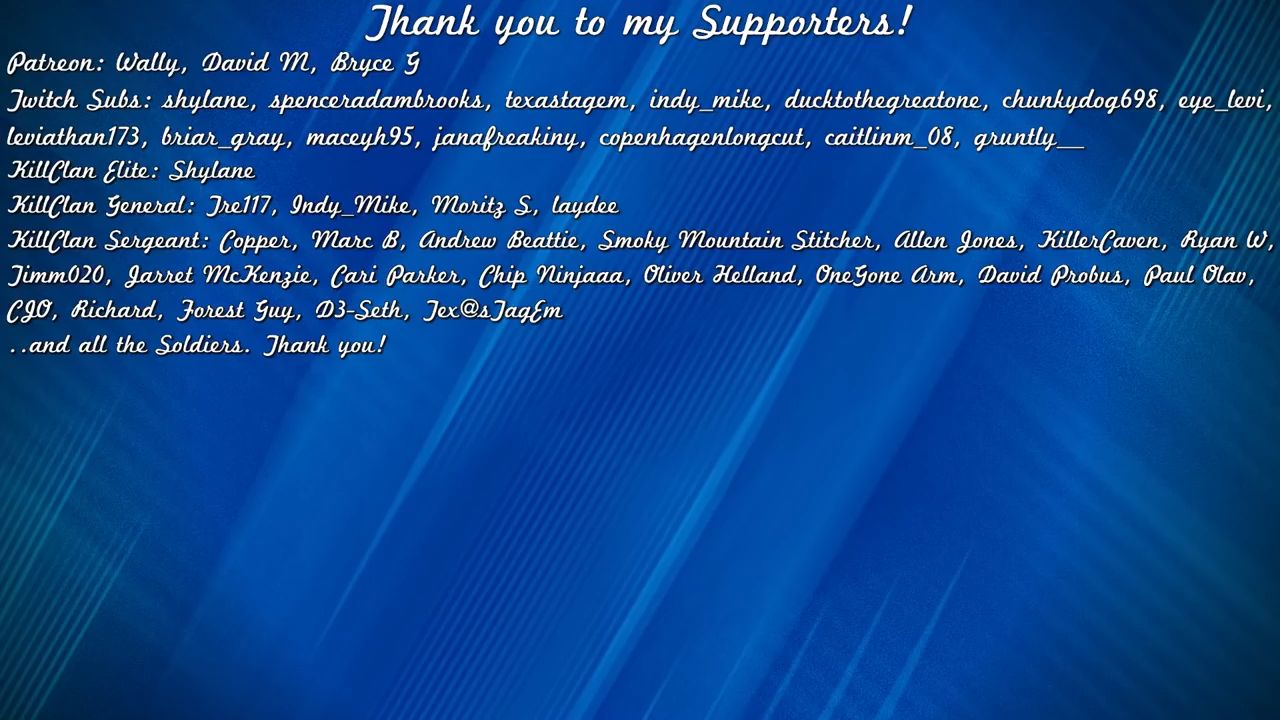 Thank you to my Supporters!
Patreon: Wally, David M, Bryce G
Twitch Subs: shylane, spenceradambrooks, texastagem, indy_mike, ducktothegreatone, chunkydog698, eye_levi,
leviathan173, briar_gray, maceyh95, janafreakiny, copenhagenlongcut, caitlinm_08, gruntly__
KillClan Elite: Shylane
KillClan General: Tre117, Indy_Mike, Moritz S, laydee
KillClan Sergeant: Copper, Marc B, Andrew Beattie, Smoky Mountain Stitcher, Allen Jones, KillerCaven, Ryan W,
Timm020, Jarret McKenzie, Cari Parker, Chip Ninjaaa, Oliver Helland, OneGone Arm, David Probus, Paul Olav,
CJO, Richard, Forest Guy, D3-Seth, Tex@sTagEm
..and all the Soldiers. Thank you!